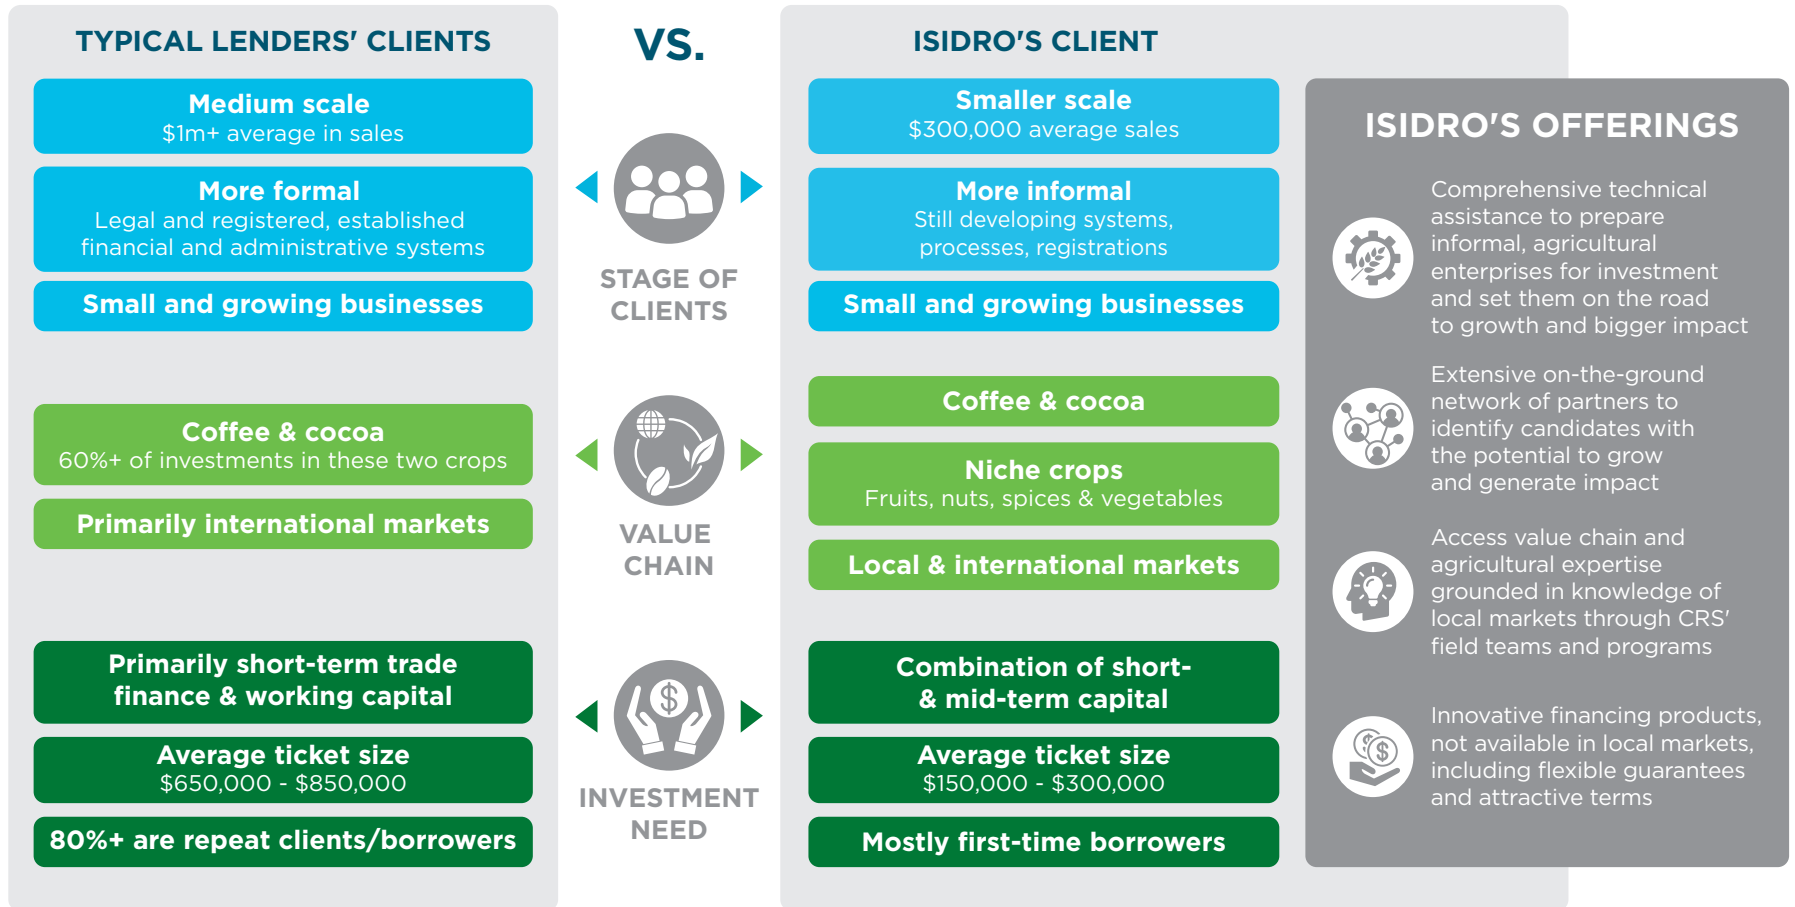 TYPICAL LENDERS' CLIENTS
Medium scale
$1m+ average in sales
More formal
Legal and registered, established
financial and administrative systems
Small and growing businesses
Coffee & cocoa
60%+ of investments in these two crops
Primarily international markets
Primarily short-term trade
finance & working capital
Average ticket size
$650,000 - $850,000
80%+ are repeat clients/borrowers
VS.
STAGE OF
CLIENTS
VALUE
CHAIN
$
INVESTMENT
NEED
ISIDRO'S CLIENT
Smaller scale
$300,000 average sales
More informal
Still developing systems,
processes, registrations
Small and growing businesses
Coffee & cocoa
Niche crops
Fruits, nuts, spices & vegetables
Local & international markets
Combination of short-
& mid-term capital
Average ticket size
$150,000 - $300,000
Mostly first-time borrowers
ISIDRO'S OFFERINGS
Comprehensive technical
assistance to prepare
informal, agricultural
enterprises for investment
and set them on the road
to growth and bigger impact
Extensive on-the-ground
network of partners to
identify candidates with
the potential to grow
and generate impact
Access value chain and
agricultural expertise
grounded in knowledge of
local markets through CRS'
field teams and programs
$ $
Innovative financing products,
not available in local markets,
including flexible guarantees
and attractive terms